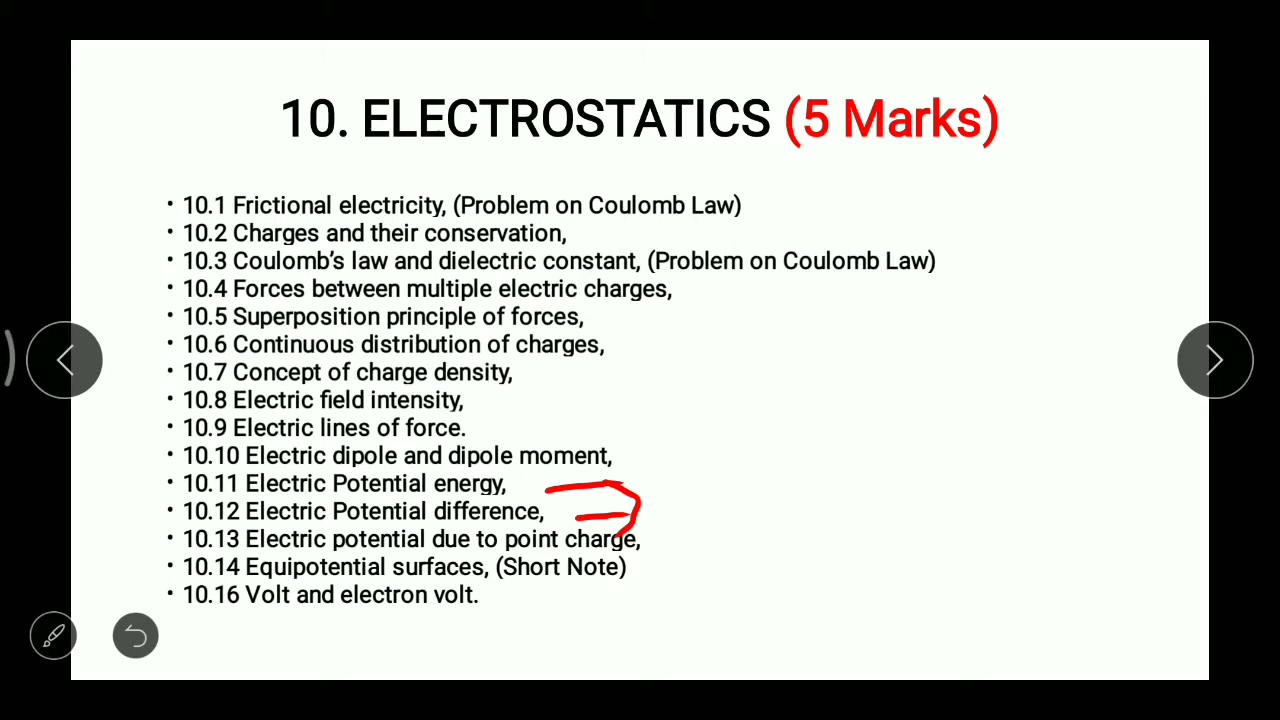 10. ELECTROSTATICS (5 Marks)
• 10.1 Frictional electricity, (Problem on Coulomb Law)
• 10.2 Charges and their conservation,
• 10.3 Coulomb’s law and dielectric constant, (Problem on Coulomb Law)
• 10.4 Forces between multiple electric charges,
• 10.5 Superposition principle of forces,
• 10.6 Continuous distribution of charges,
• 10.7 Concept of charge density,
• 10.8 Electric field intensity,
• 10.9 Electric lines of force.
• 10.10 Electric dipole and dipole moment,
• 10.11 Electric Potential energy,
• 10.12 Electric Potential difference,
• 10.13 Electric potential due to point charge,
• 10.14 Equipotential surfaces, (Short Note)
• 10.16 Volt and electron volt.